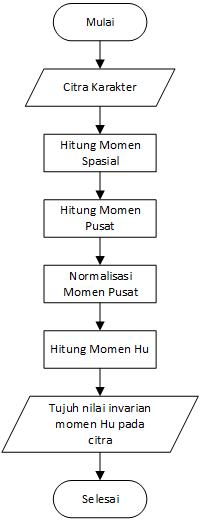 Mulai
Citra Karakter
Hitung Momen
Spasial
Hitung Momen
Pusat
Normalisasi
Momen Pusat
Hitung Momen Hu
Tujuh nilai invarian
momen Hu pada
citra
Selesai